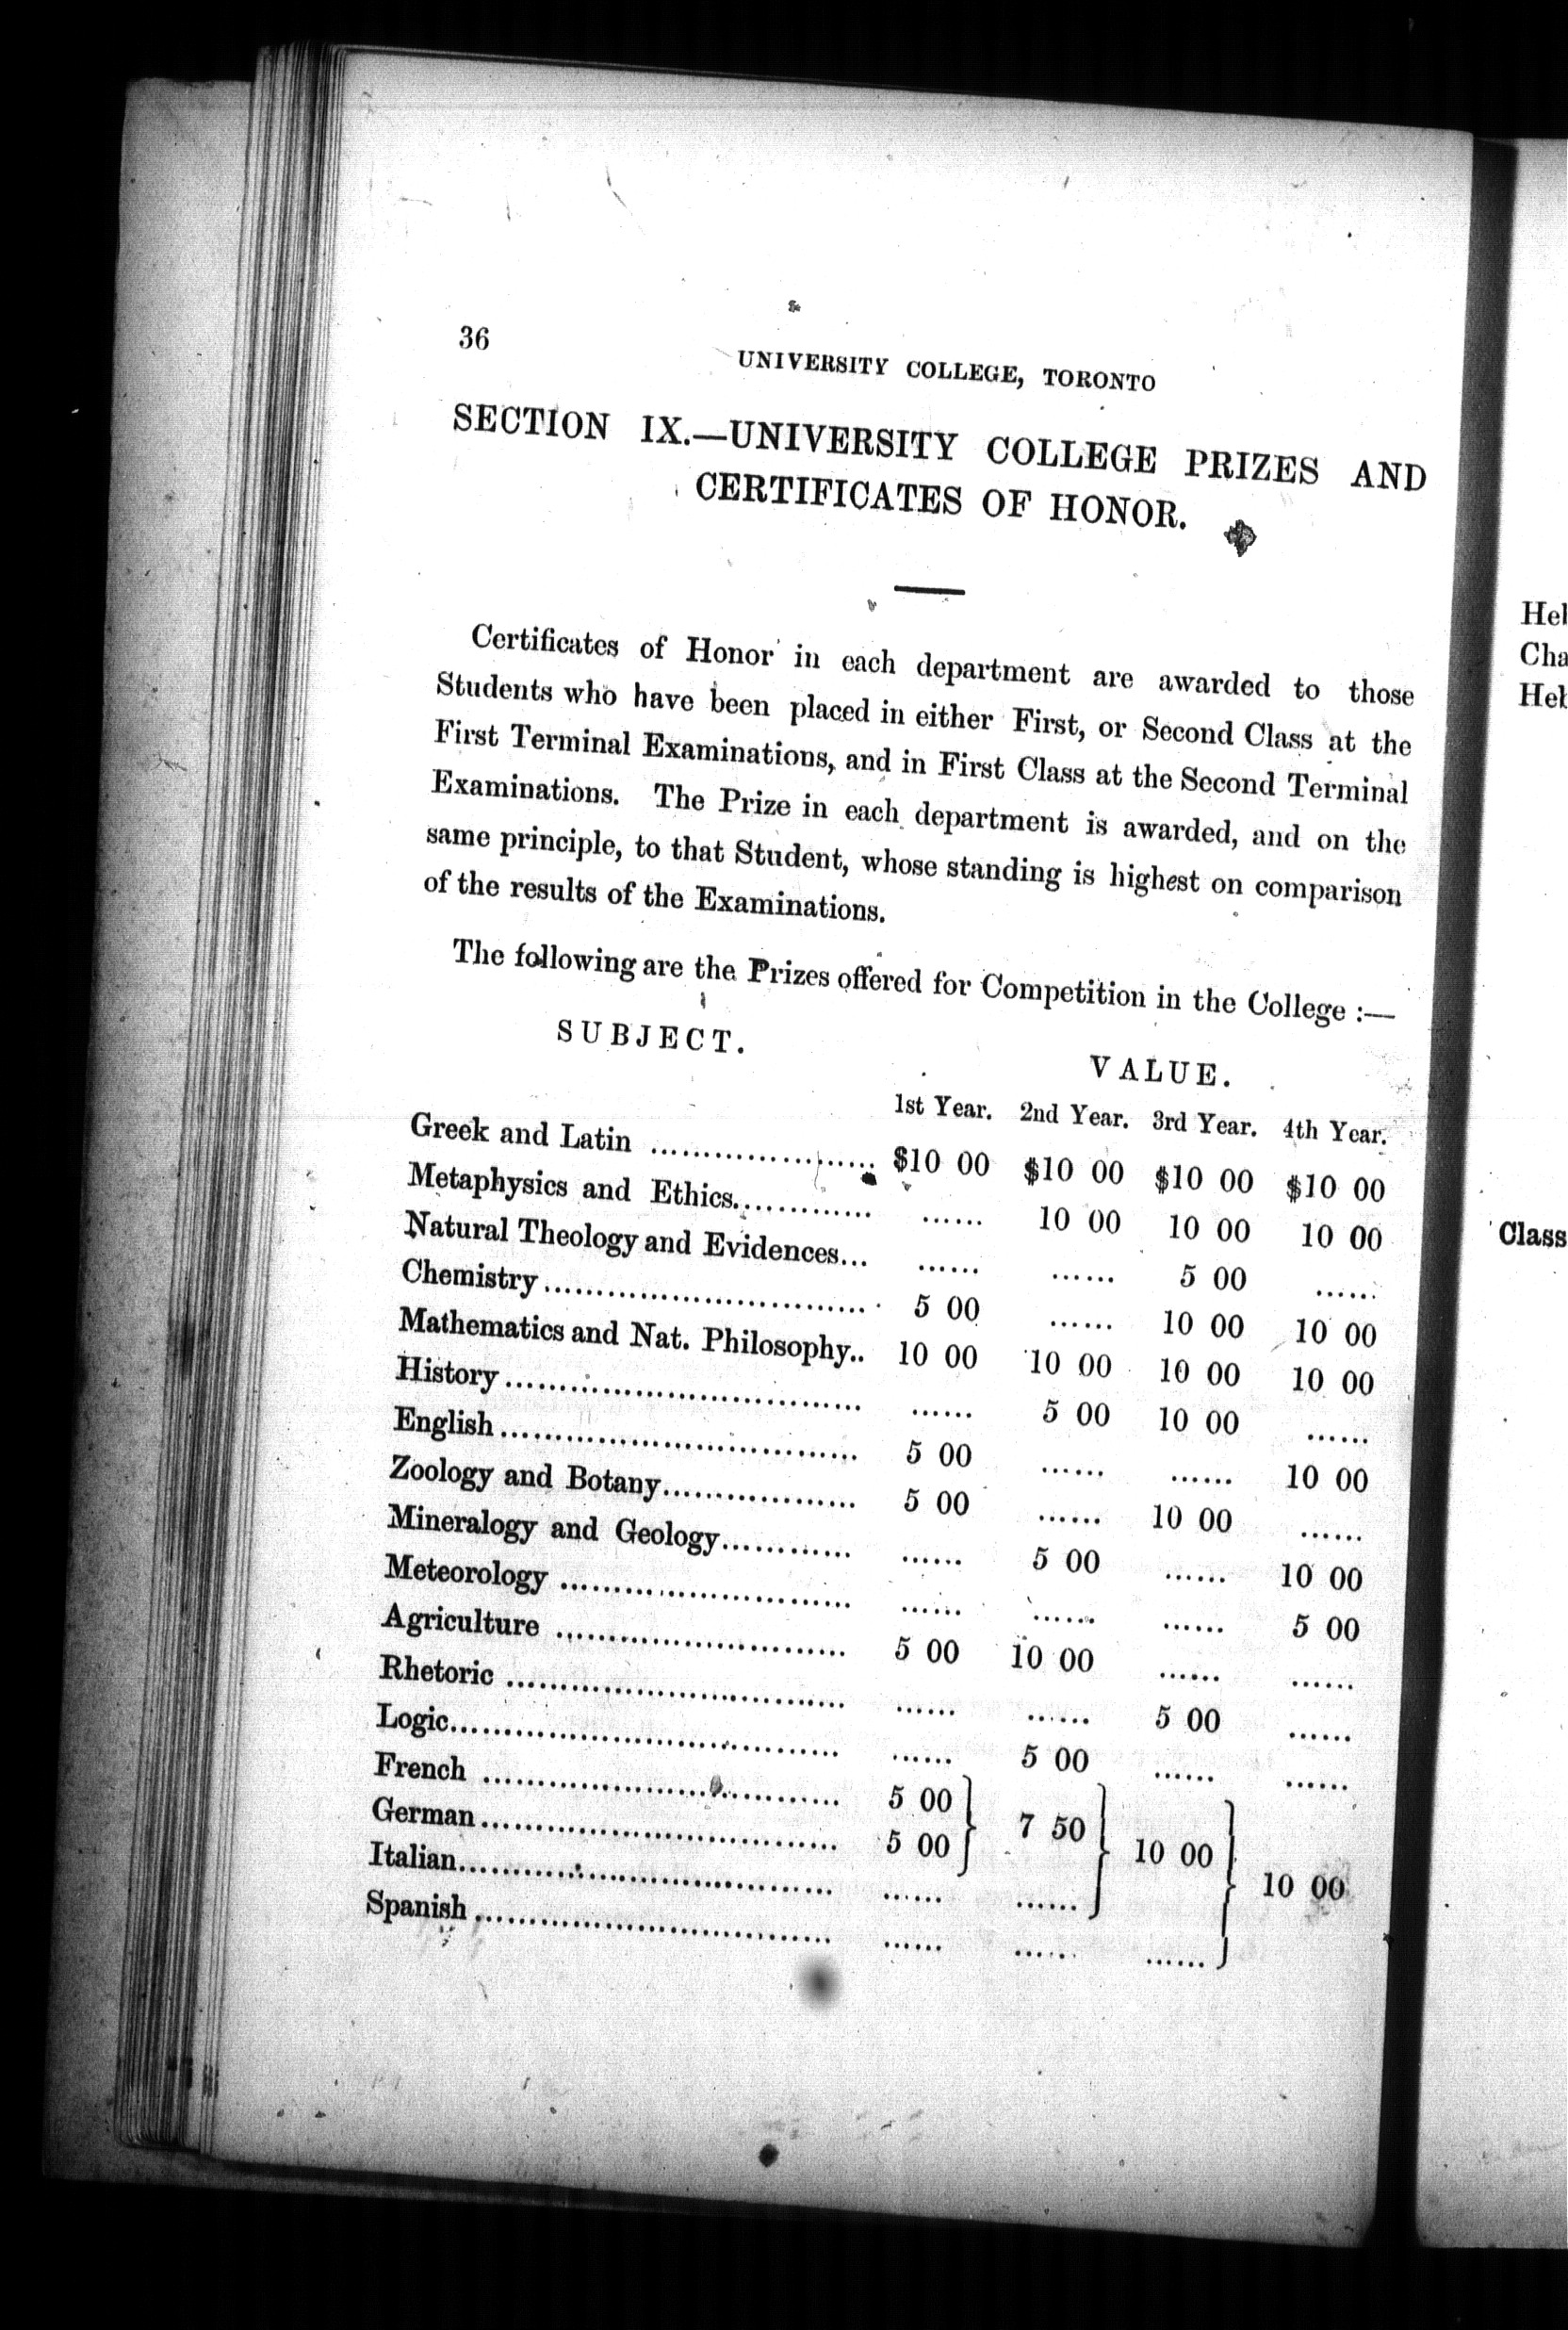 36
UNIVERSITY COLLEGE, TORONTO
SECTION IX.—UNIVERSITY COLLEGE PRIZES AND
CERTIFICATES OF HONOR.
Certificates of Honor in each department are awarded to those
Students who have been placed in either First, or Second Class at the
First Terminal Examinations, and in First Class at the Second Terminal
Examinations. The Prize in each department is awarded, and on the
same principle, to that Student, whose standing is highest on comparison
of the results of the Examinations.
The following are the Prizes offered for Competition in the College :—
SUBJECT. VALUE.
1st Year. 2nd Year. 3rd Year. 4th Year.
Greek and Latin ..................... $10 00 $10 00 $10 00 $10 00
Metaphysics and Ethics............. ...... 10 00 10 00 10 00
Natural Theology and Evidences... ...... ...... 5 00 ......
Chemistry............................... 5 00 ...... 10 00 10 00
Mathematics and Nat. Philosophy.. 10 00 10 00 10 00 10 00
History.................................. ...... 5 00 10 00 ......
English.................................. 5 00 ...... ...... 10 00
Zoology and Botany.................. 5 00 ...... 10 00 ......
Mineralogy and Geology............ ...... 5 00 ...... 10 00
Meteorology ............................ ...... ...... ...... 5 00
Agriculture ............................ 5 00 10 00 ...... ......
Rhetoric ................................ ...... ...... 5 00 ......
Logic..................................... ...... 5 00 ...... ......
French .................................. 5 00 } 7 50 } 10 00 } 10 00
German.................................. 5 00
Italian................................... ...... ......
Spanish.................................. ...... ...... ......
Hel
Cha
Heb
Class